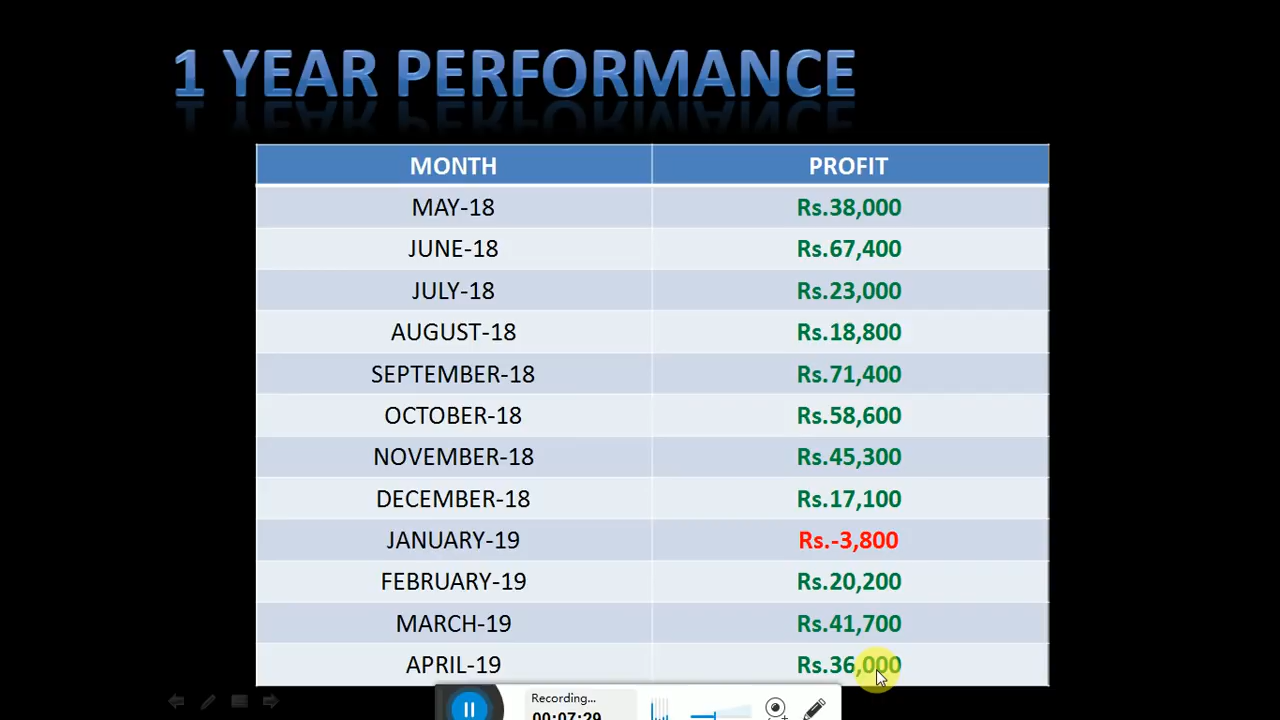 1 YEAR PERFORMANCE
MONTH PROFIT
MAY-18 Rs.38,000
JUNE-18 Rs.67,400
JULY-18 Rs.23,000
AUGUST-18 Rs.18,800
SEPTEMBER-18 Rs.71,400
OCTOBER-18 Rs.58,600
NOVEMBER-18 Rs.45,300
DECEMBER-18 Rs.17,100
JANUARY-19 Rs.-3,800
FEBRUARY-19 Rs.20,200
MARCH-19 Rs.41,700
APRIL-19 Rs.36,000
Recording...
00:07:29